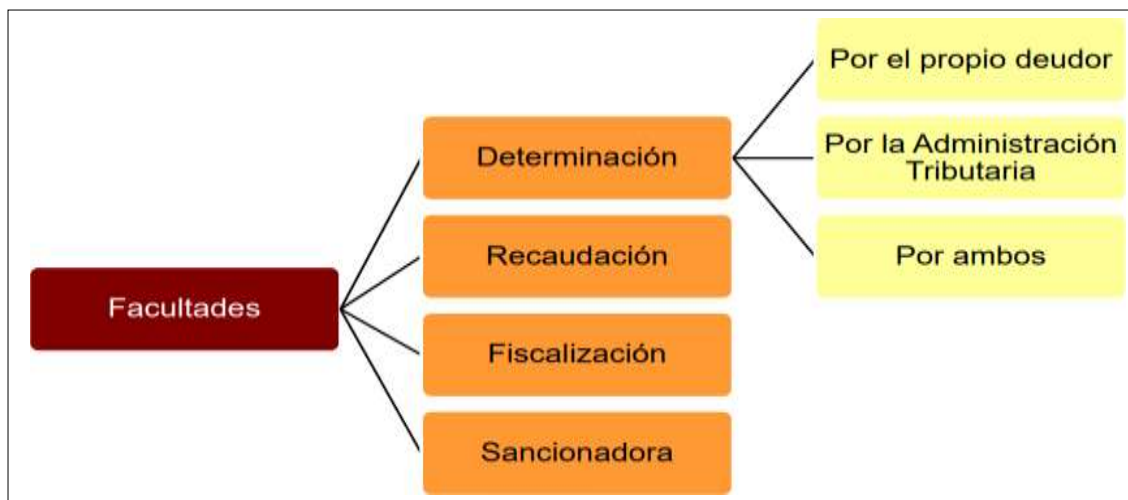 Facultades
Determinación
Recaudación
Fiscalización
Sancionadora
Por el propio deudor
Por la Administración
Tributaria
Por ambos